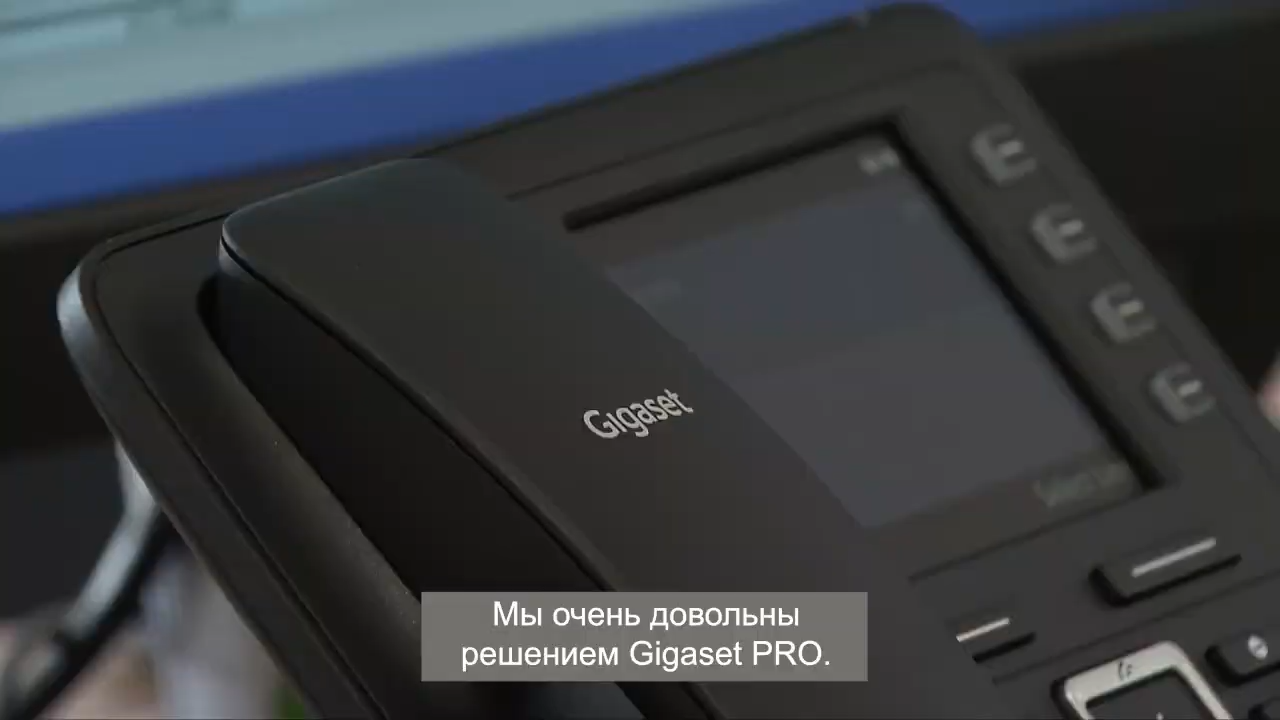 Gigaset
Мы очень довольны
решением Gigaset PRO.